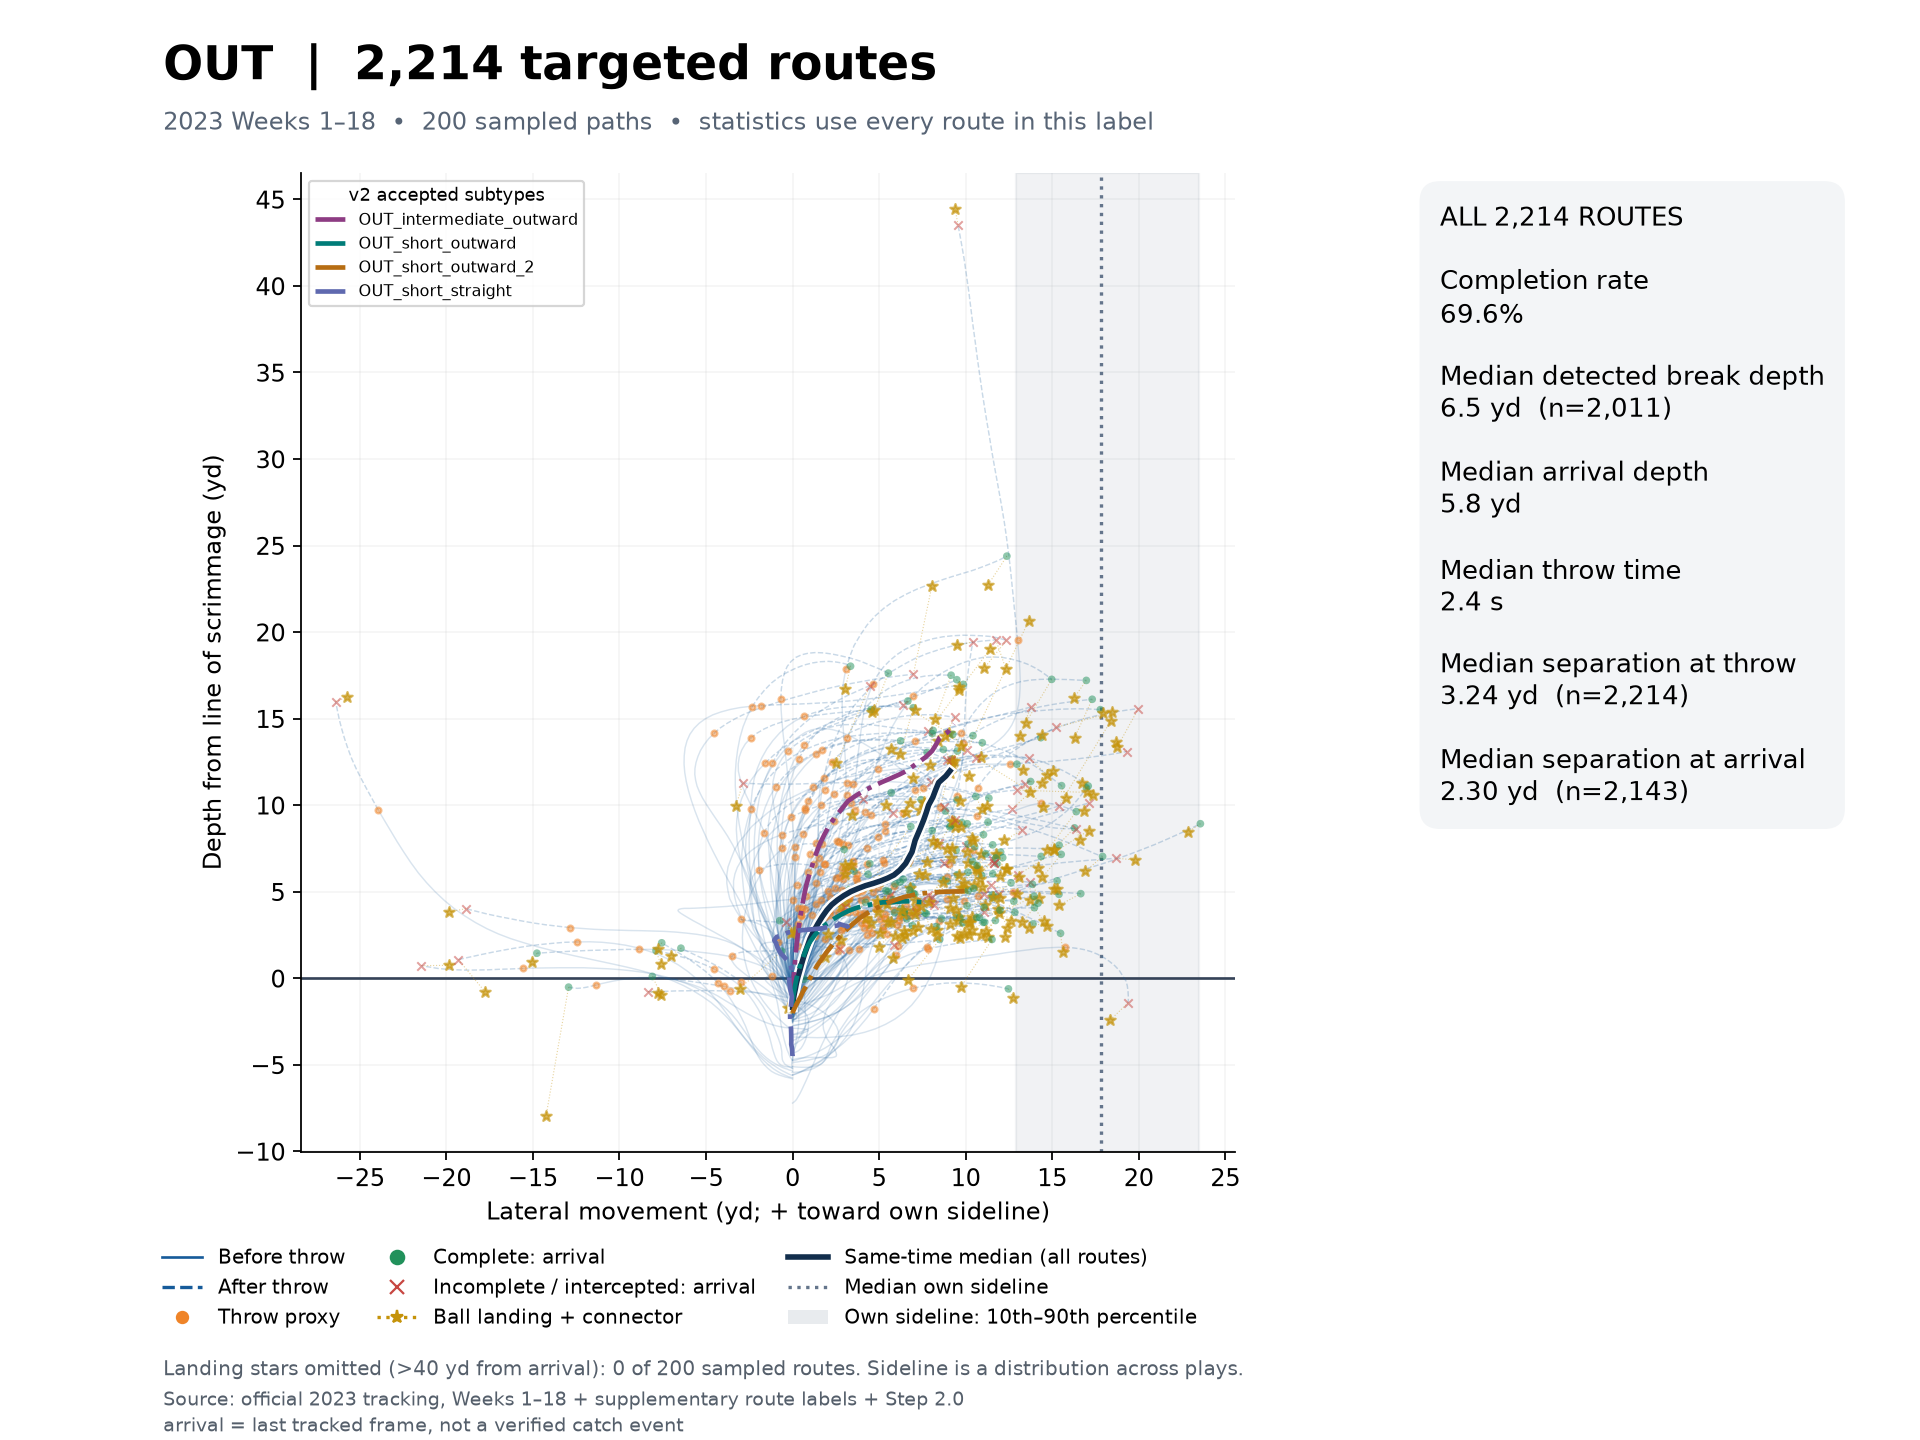 OUT | 2,214 targeted routes
2023 Weeks 1–18 • 200 sampled paths • statistics use every route in this label
v2 accepted subtypes
OUT_intermediate_outward
OUT_short_outward
OUT_short_outward_2
OUT_short_straight
45
40
35
30
25
20
15
10
5
0
−5
−10
Depth from line of scrimmage (yd)
−25 −20 −15 −10 −5 0 5 10 15 20 25
Lateral movement (yd; + toward own sideline)
ALL 2,214 ROUTES
Completion rate
69.6%
Median detected break depth
6.5 yd (n=2,011)
Median arrival depth
5.8 yd
Median throw time
2.4 s
Median separation at throw
3.24 yd (n=2,214)
Median separation at arrival
2.30 yd (n=2,143)
Before throw
After throw
Throw proxy
Complete: arrival
Incomplete / intercepted: arrival
Ball landing + connector
Same-time median (all routes)
Median own sideline
Own sideline: 10th–90th percentile
Landing stars omitted (>40 yd from arrival): 0 of 200 sampled routes. Sideline is a distribution across plays.
Source: official 2023 tracking, Weeks 1–18 + supplementary route labels + Step 2.0
arrival = last tracked frame, not a verified catch event